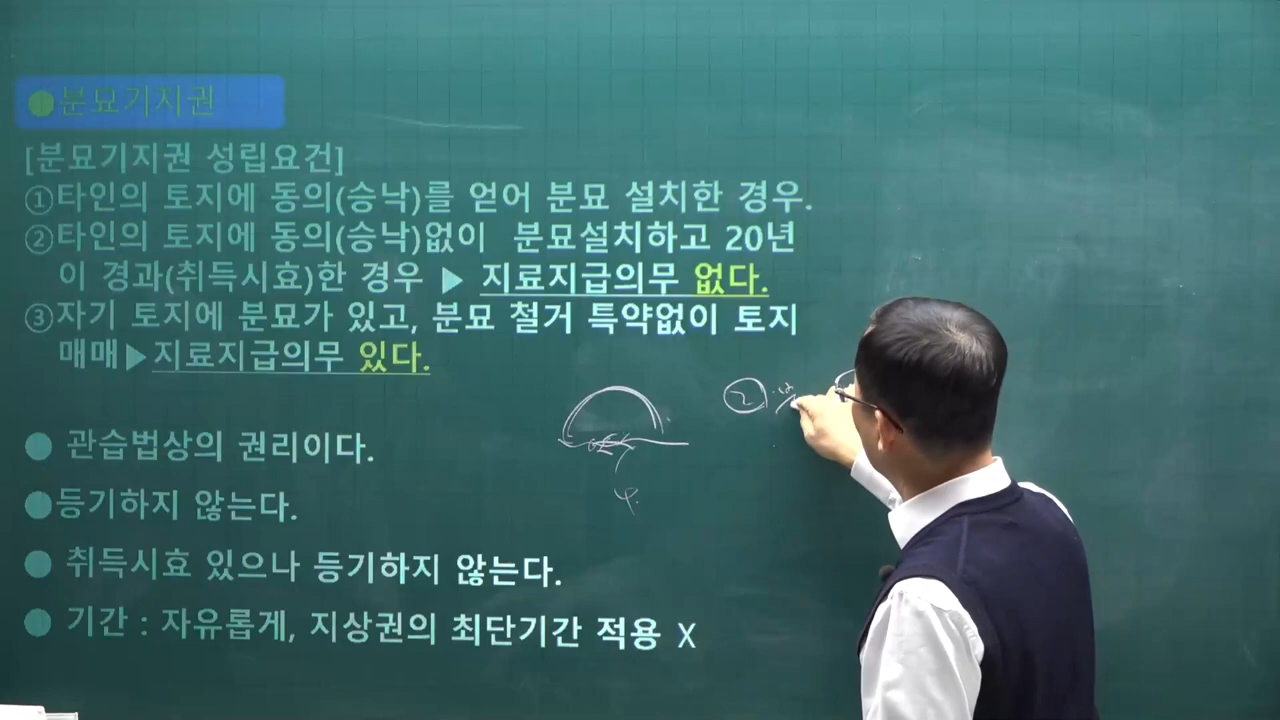 ●분묘기지권
[분묘기지권 성립요건]
①타인의 토지에 동의(승낙)를 얻어 분묘 설치한 경우.
②타인의 토지에 동의(승낙)없이 분묘설치하고 20년
이 경과(취득시효)한 경우 ▶ 지료지급의무 없다.
③자기 토지에 분묘가 있고, 분묘 철거 특약없이 토지
매매▶지료지급의무 있다.
② 
● 관습법상의 권리이다.
●등기하지 않는다.
● 취득시효 있으나 등기하지 않는다.
● 기간 : 자유롭게, 지상권의 최단기간 적용 X